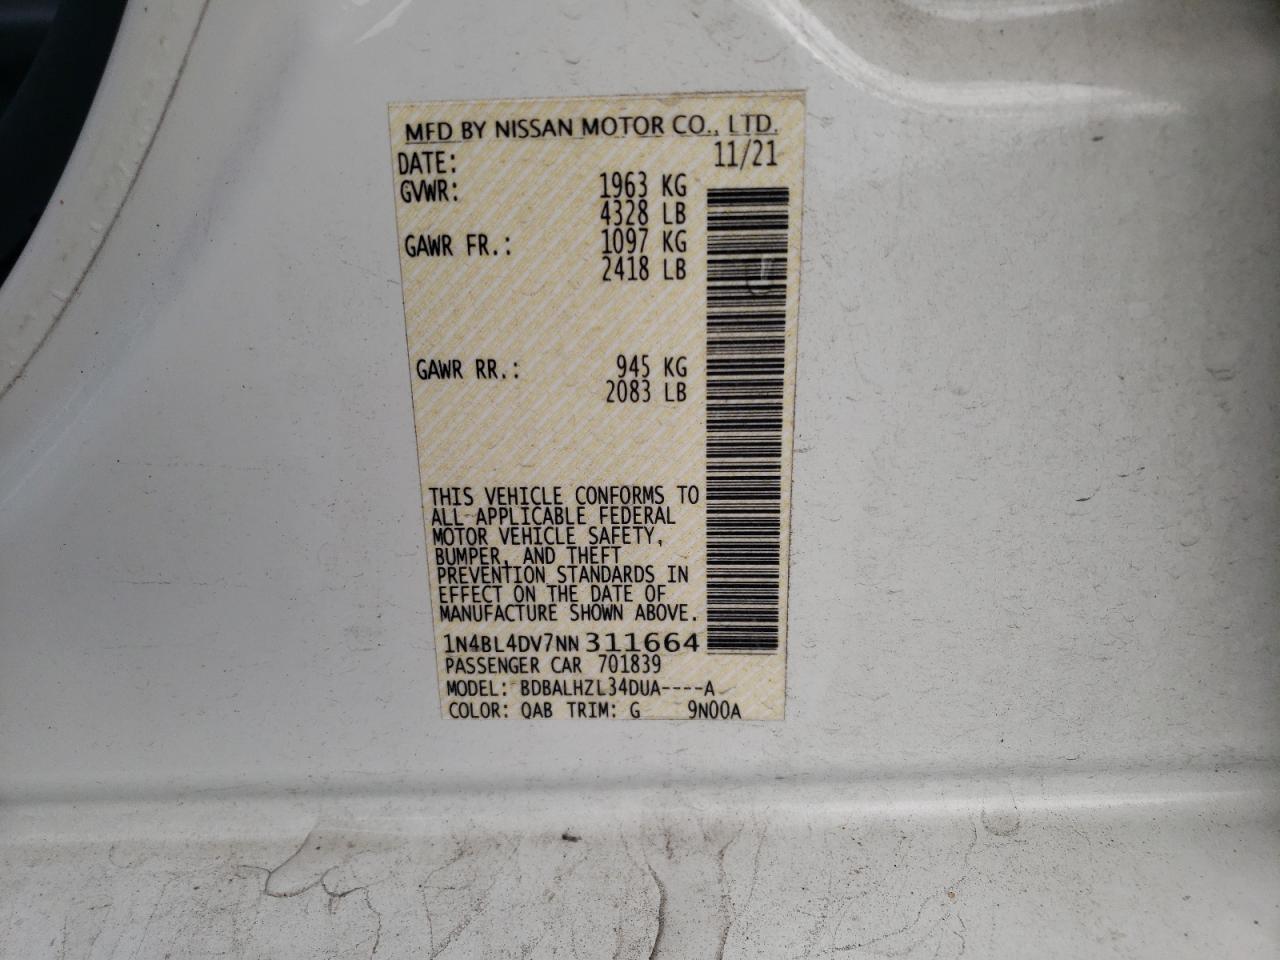 MFD BY NISSAN MOTOR CO., LTD.
DATE: 11/21
GVWR: 1963 KG
4328 LB
GAWR FR.: 1097 KG
2418 LB
GAWR RR.: 945 KG
2083 LB
THIS VEHICLE CONFORMS TO
ALL APPLICABLE FEDERAL
MOTOR VEHICLE SAFETY,
BUMPER, AND THEFT
PREVENTION STANDARDS IN
EFFECT ON THE DATE OF
MANUFACTURE SHOWN ABOVE.
1N4BL4DV7NN311664
PASSENGER CAR 701839
MODEL: BDBALHZL34DUA----A
COLOR: QAB TRIM: G 9N00A